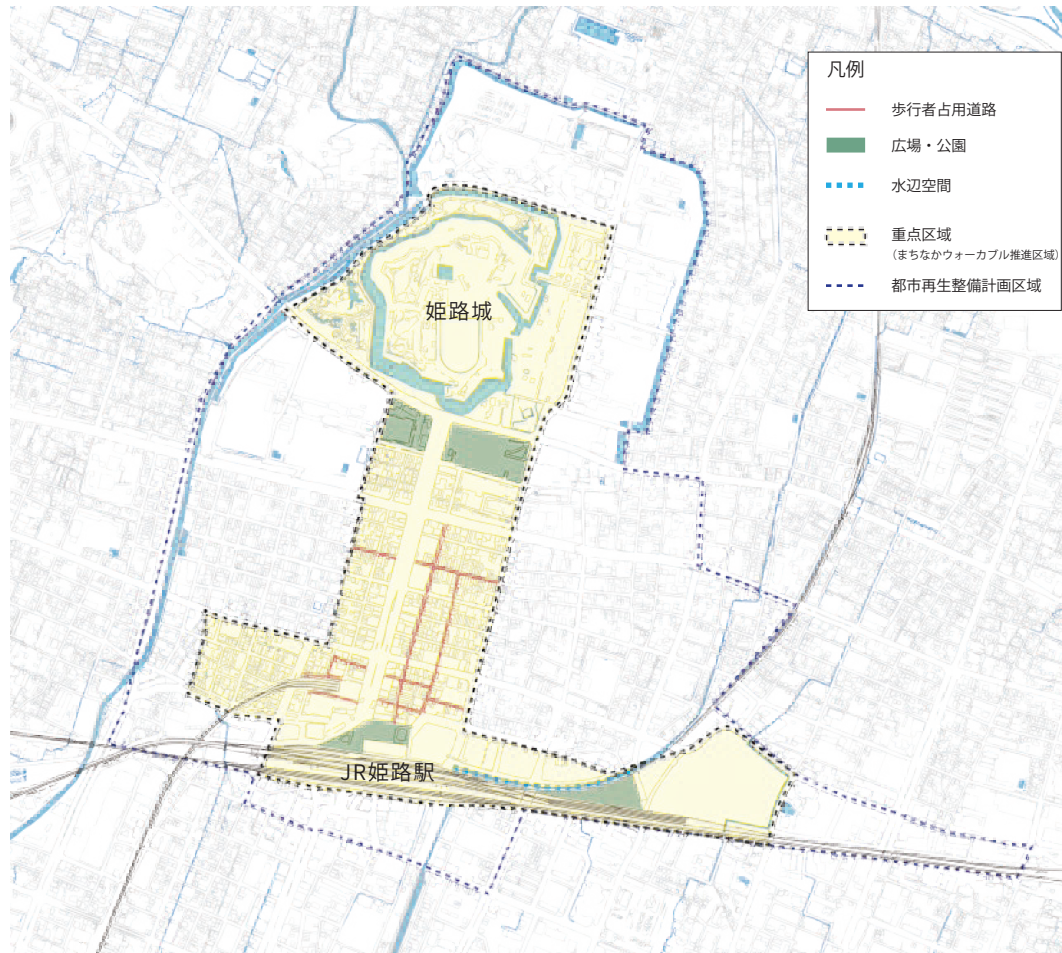 凡例
歩行者占用道路
広場・公園
水辺空間
重点区域
(まちなかウォーカブル推進区域)
都市再生整備計画区域
姫路城
JR姫路駅